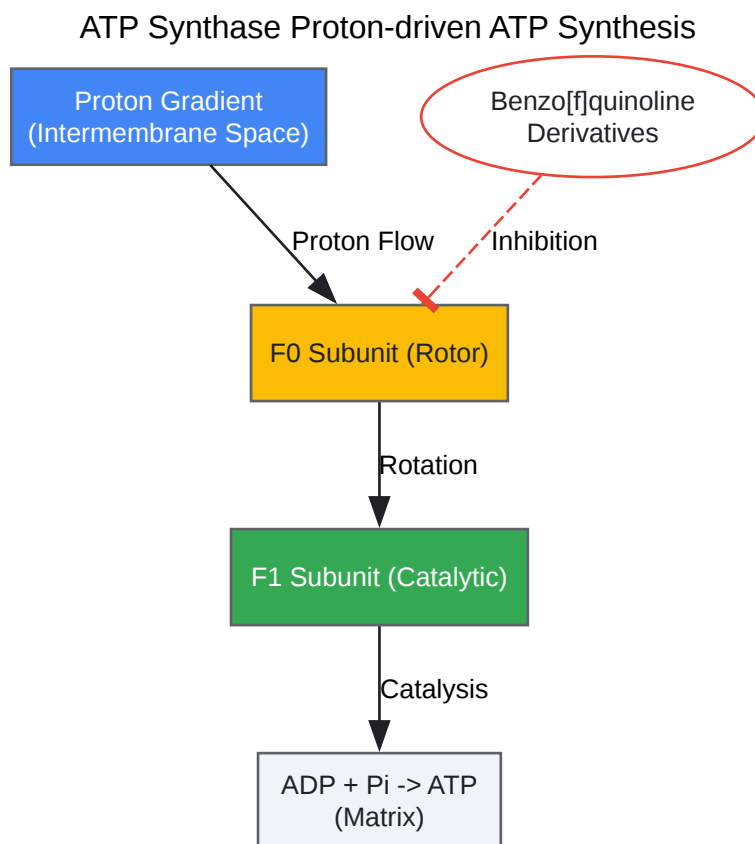 ATP Synthase Proton-driven ATP Synthesis
Proton Gradient
(Intermembrane Space)
Benzo[f]quinoline
Derivatives
Proton Flow
Inhibition
F0 Subunit (Rotor)
Rotation
F1 Subunit (Catalytic)
Catalysis
ADP + Pi -> ATP
(Matrix)